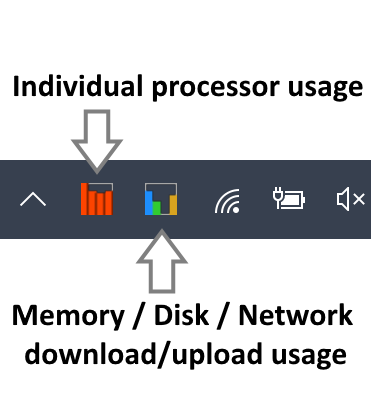 Individual processor usage
Memory / Disk / Network
download/upload usage